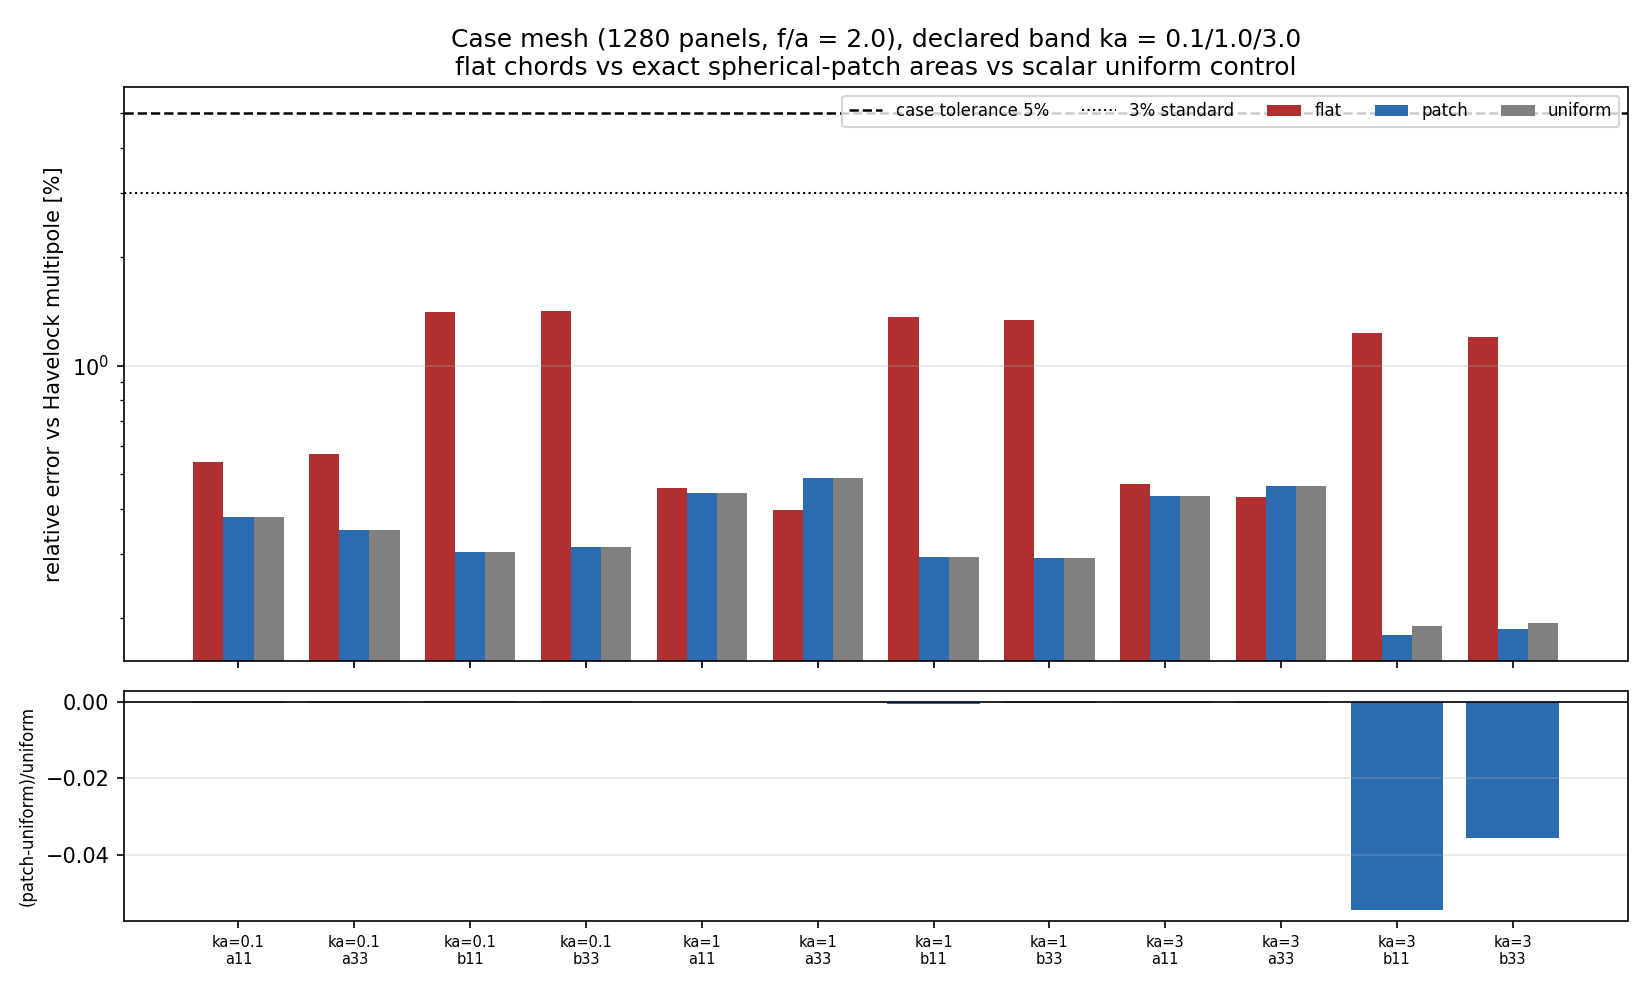 Case mesh (1280 panels, f/a = 2.0), declared band ka = 0.1/1.0/3.0
flat chords vs exact spherical-patch areas vs scalar uniform control
case tolerance 5%
3% standard
flat
patch
uniform
relative error vs Havelock multipole [%]
10⁰
(patch-uniform)/uniform
0.00
−0.02
−0.04
ka=0.1
a11
ka=0.1
a33
ka=0.1
b11
ka=0.1
b33
ka=1
a11
ka=1
a33
ka=1
b11
ka=1
b33
ka=3
a11
ka=3
a33
ka=3
b11
ka=3
b33